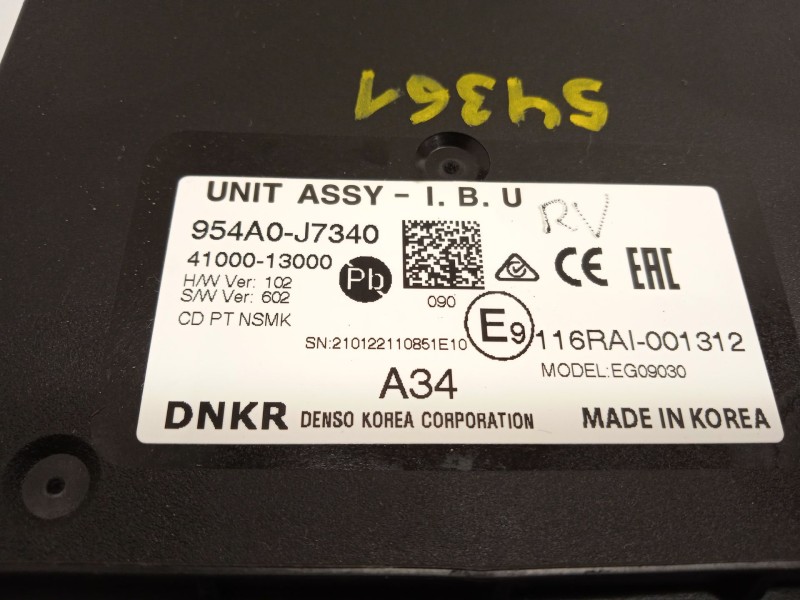 54361
UNIT ASSY - I. B. U
RV
954A0-J7340
41000-13000
H/W Ver: 102
S/W Ver: 602
CD PT NSMK
Pb
090
CE
EAC
SN:210122110851E10
E9
116RAI-001312
MODEL:EG09030
A34
DNKR DENSO KOREA CORPORATION
MADE IN KOREA